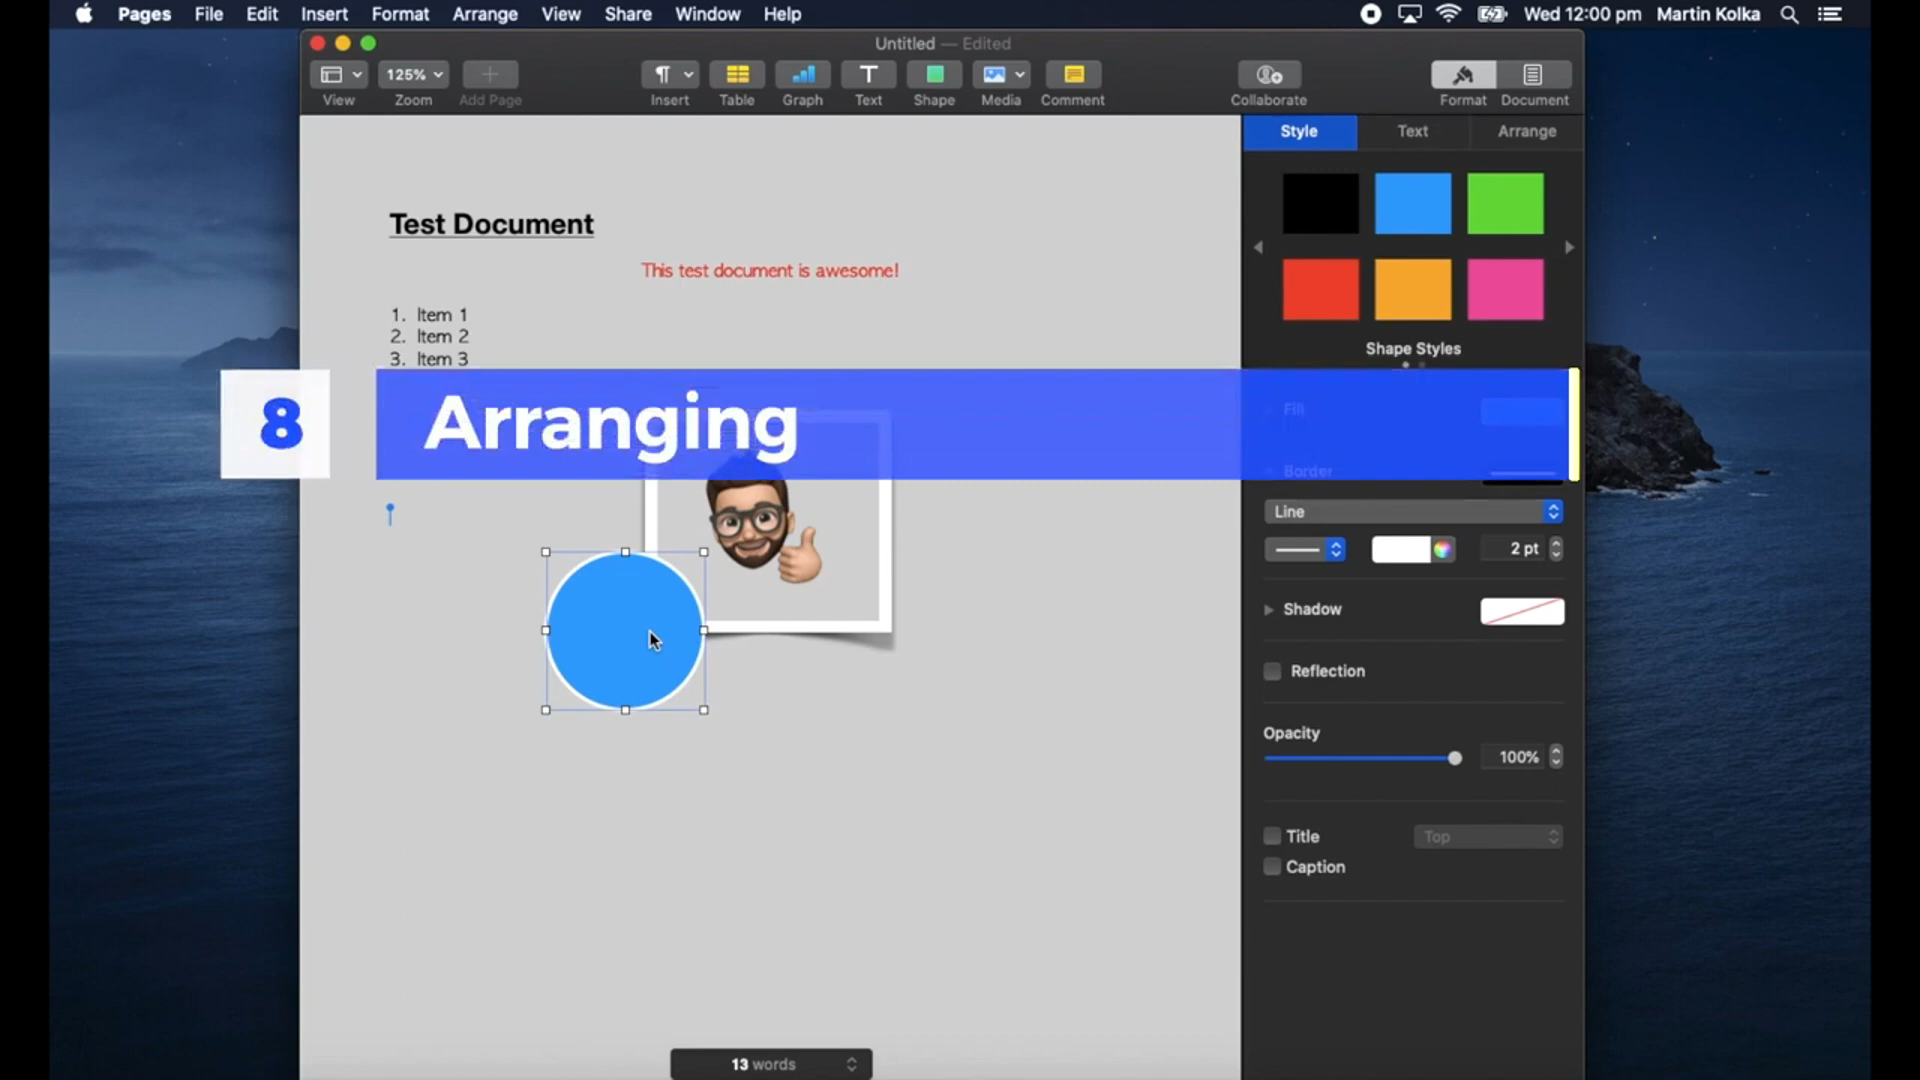 Pages File Edit Insert Format Arrange View Share Window Help Wed 12:00 pm Martin Kolka
Untitled — Edited
125%
View Zoom Add Page Insert Table Graph Text Shape Media Comment Collaborate Format Document
Style Text Arrange
Test Document
This test document is awesome!
1. Item 1
2. Item 2
3. Item 3
Shape Styles
8 Arranging
Fill
Border
Line
2 pt
Shadow
Reflection
Opacity
100%
Title Top
Caption
13 words